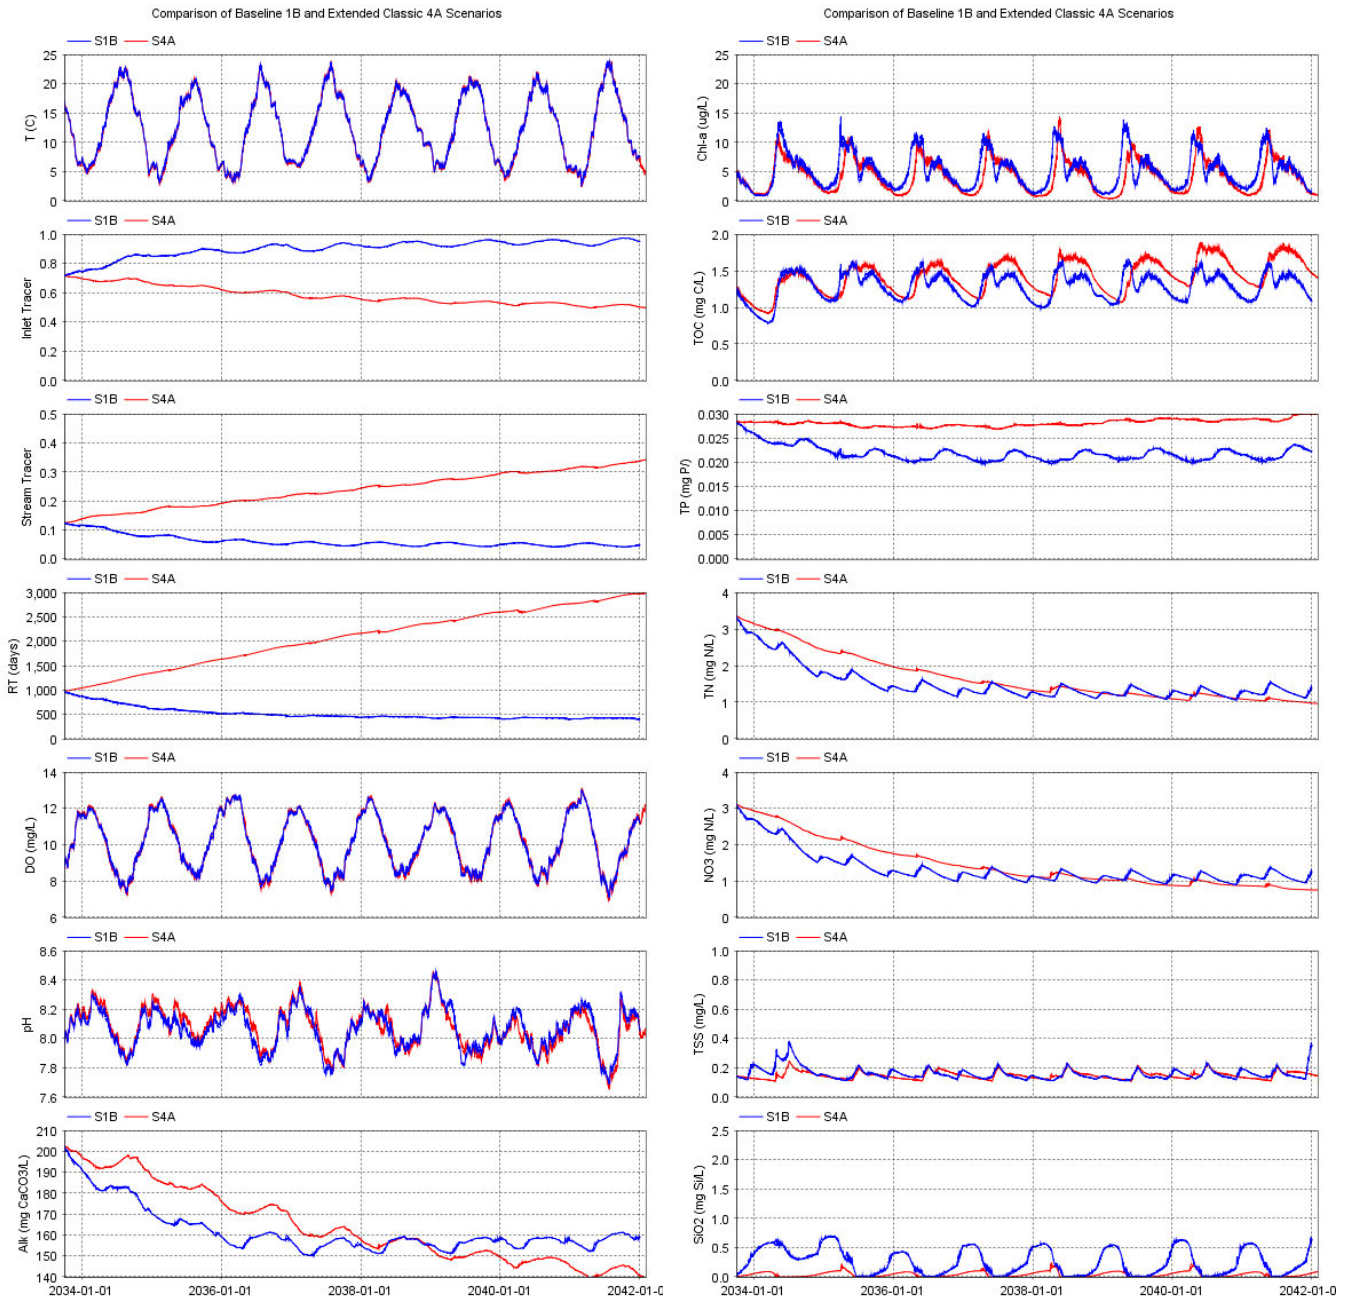 Comparison of Baseline 1B and Extended Classic 4A Scenarios
S1B S4A
T (C)
25
20
15
10
5
0
S1B S4A
Inlet Tracer
1.0
0.8
0.6
0.4
0.2
0.0
S1B S4A
Stream Tracer
0.5
0.4
0.3
0.2
0.1
0.0
S1B S4A
RT (days)
3,000
2,500
2,000
1,500
1,000
500
0
S1B S4A
DO (mg/L)
14
12
10
8
6
S1B S4A
pH
8.6
8.4
8.2
8.0
7.8
7.6
S1B S4A
Alk (mg CaCO3/L)
210
200
190
180
170
160
150
140
2034-01-01 2036-01-01 2038-01-01 2040-01-01 2042-01-0
Comparison of Baseline 1B and Extended Classic 4A Scenarios
S1B S4A
Chl-a (ug/L)
25
20
15
10
5
0
S1B S4A
TOC (mg C/L)
2.0
1.5
1.0
0.5
0.0
S1B S4A
TP (mg P/)
0.030
0.025
0.020
0.015
0.010
0.005
0.000
S1B S4A
TN (mg N/L)
4
3
2
1
0
S1B S4A
NO3 (mg N/L)
4
3
2
1
0
S1B S4A
TSS (mg/L)
1.0
0.8
0.6
0.4
0.2
0.0
S1B S4A
SiO2 (mg Si/L)
2.5
2.0
1.5
1.0
0.5
0.0
2034-01-01 2036-01-01 2038-01-01 2040-01-01 2042-01-0